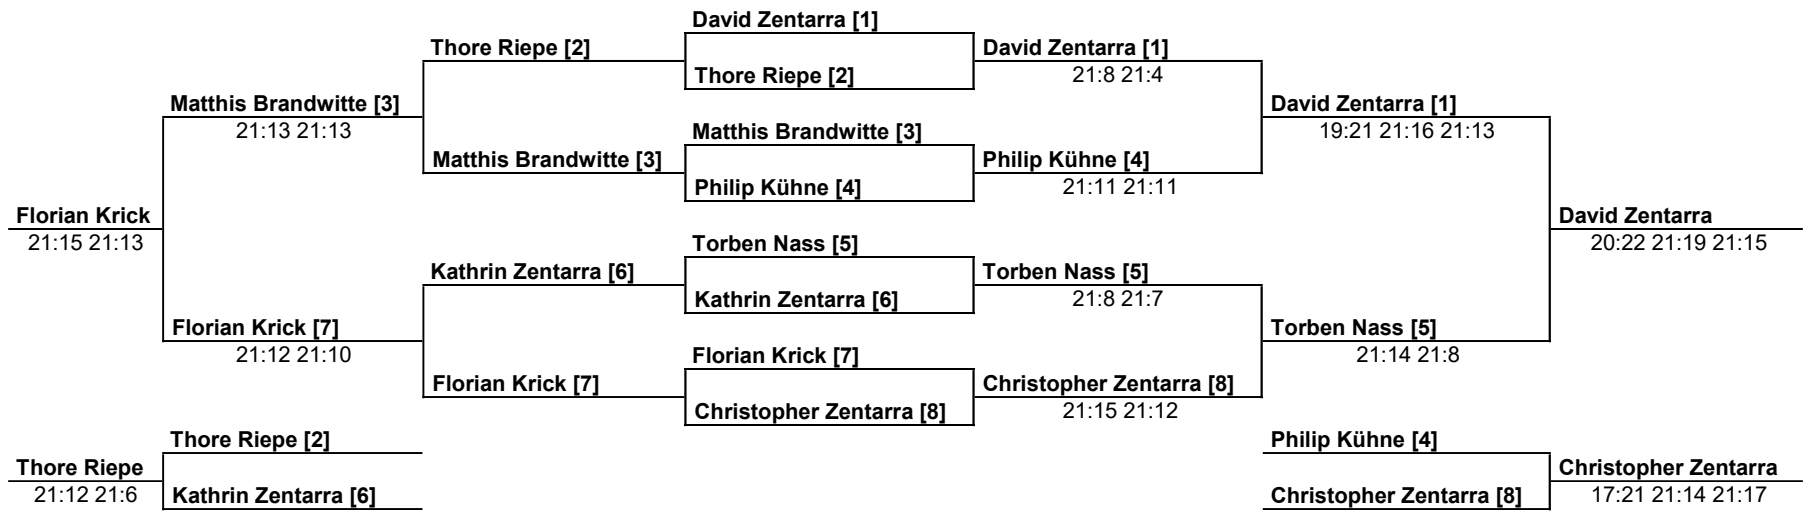 David Zentarra [1]
Thore Riepe [2] David Zentarra [1]
Thore Riepe [2] 21:8 21:4
Matthis Brandwitte [3] David Zentarra [1]
21:13 21:13 Matthis Brandwitte [3] 19:21 21:16 21:13
Matthis Brandwitte [3] Philip Kühne [4]
Philip Kühne [4] 21:11 21:11
Florian Krick David Zentarra
21:15 21:13 Torben Nass [5] 20:22 21:19 21:15
Kathrin Zentarra [6] Torben Nass [5]
Kathrin Zentarra [6] 21:8 21:7
Florian Krick [7] Torben Nass [5]
21:12 21:10 Florian Krick [7] 21:14 21:8
Florian Krick [7] Christopher Zentarra [8]
Christopher Zentarra [8] 21:15 21:12
Thore Riepe [2] Philip Kühne [4]
Thore Riepe Christopher Zentarra
21:12 21:6 Kathrin Zentarra [6] Christopher Zentarra [8] 17:21 21:14 21:17